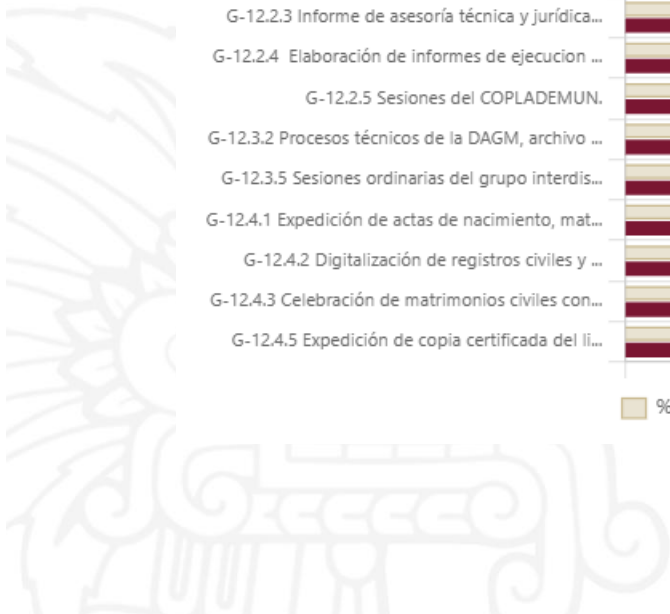 G-12.2.3 Informe de asesoría técnica y jurídica...
G-12.2.4 Elaboración de informes de ejecucion ...
G-12.2.5 Sesiones del COPLADEMUN.
G-12.3.2 Procesos técnicos de la DAGM, archivo ...
G-12.3.5 Sesiones ordinarias del grupo interdis...
G-12.4.1 Expedición de actas de nacimiento, mat...
G-12.4.2 Digitalización de registros civiles y ...
G-12.4.3 Celebración de matrimonios civiles con...
G-12.4.5 Expedición de copia certificada del li...
%